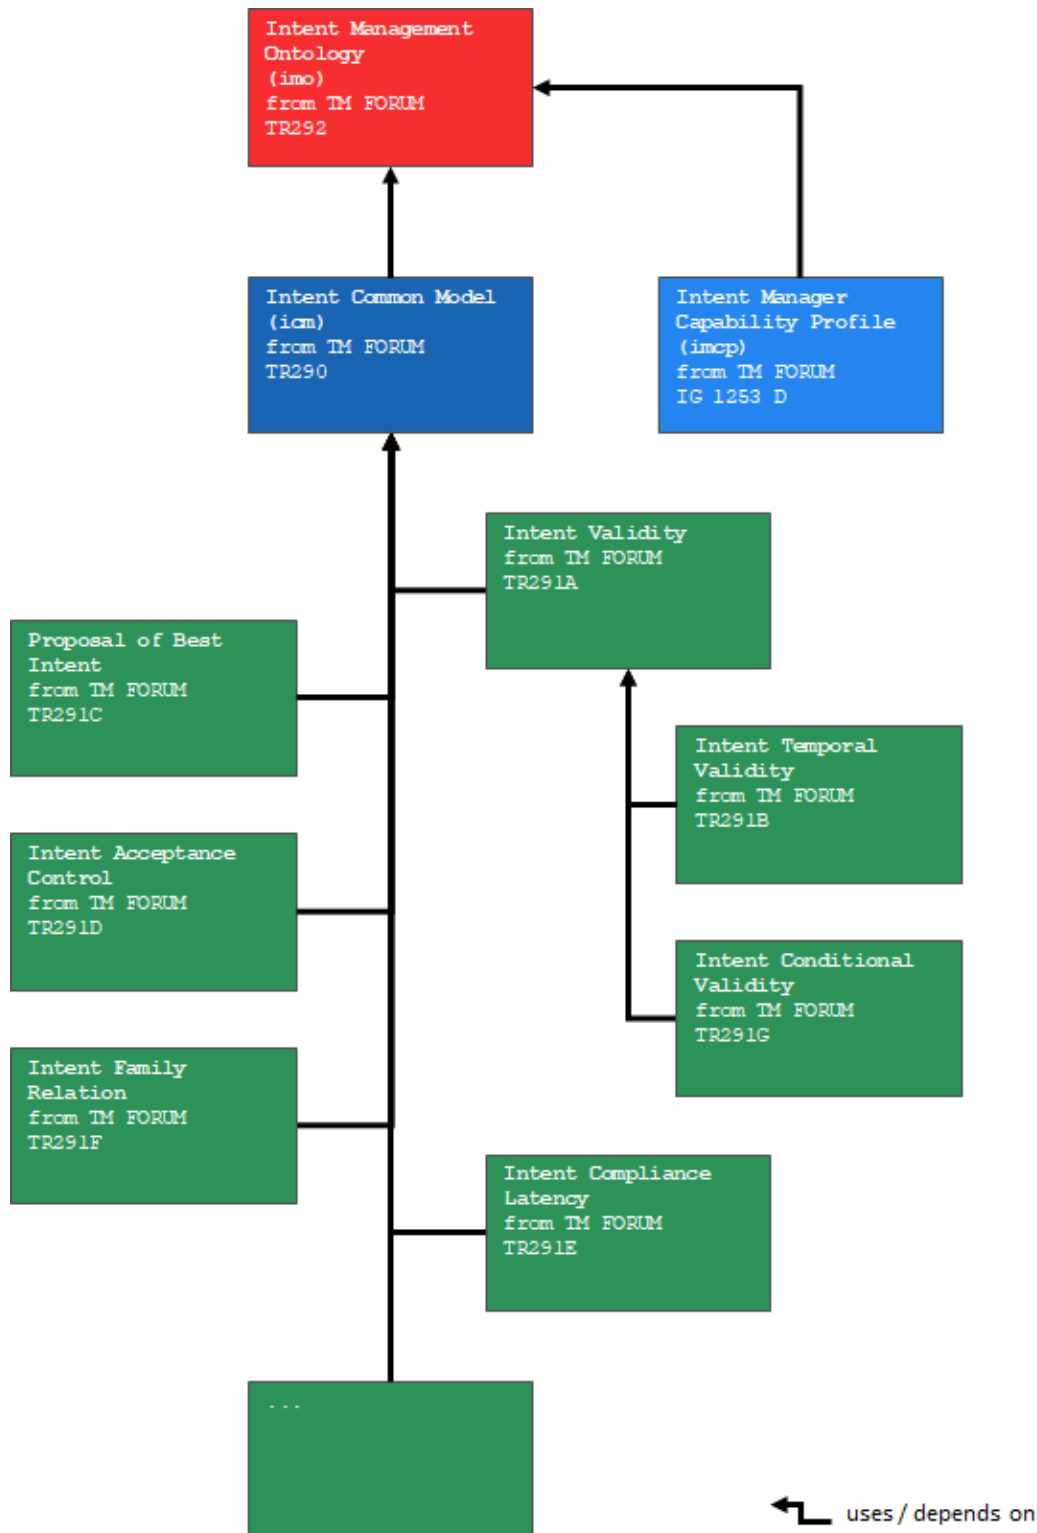 Intent Management
Ontology
(imo)
from TM FORUM
TR292
Intent Common Model
(icm)
from TM FORUM
TR290
Intent Manager
Capability Profile
(imcp)
from TM FORUM
IG 1253 D
Intent Validity
from TM FORUM
TR291A
Proposal of Best
Intent
from TM FORUM
TR291C
Intent Temporal
Validity
from TM FORUM
TR291B
Intent Acceptance
Control
from TM FORUM
TR291D
Intent Conditional
Validity
from TM FORUM
TR291G
Intent Family
Relation
from TM FORUM
TR291F
Intent Compliance
Latency
from TM FORUM
TR291E
...
uses / depends on